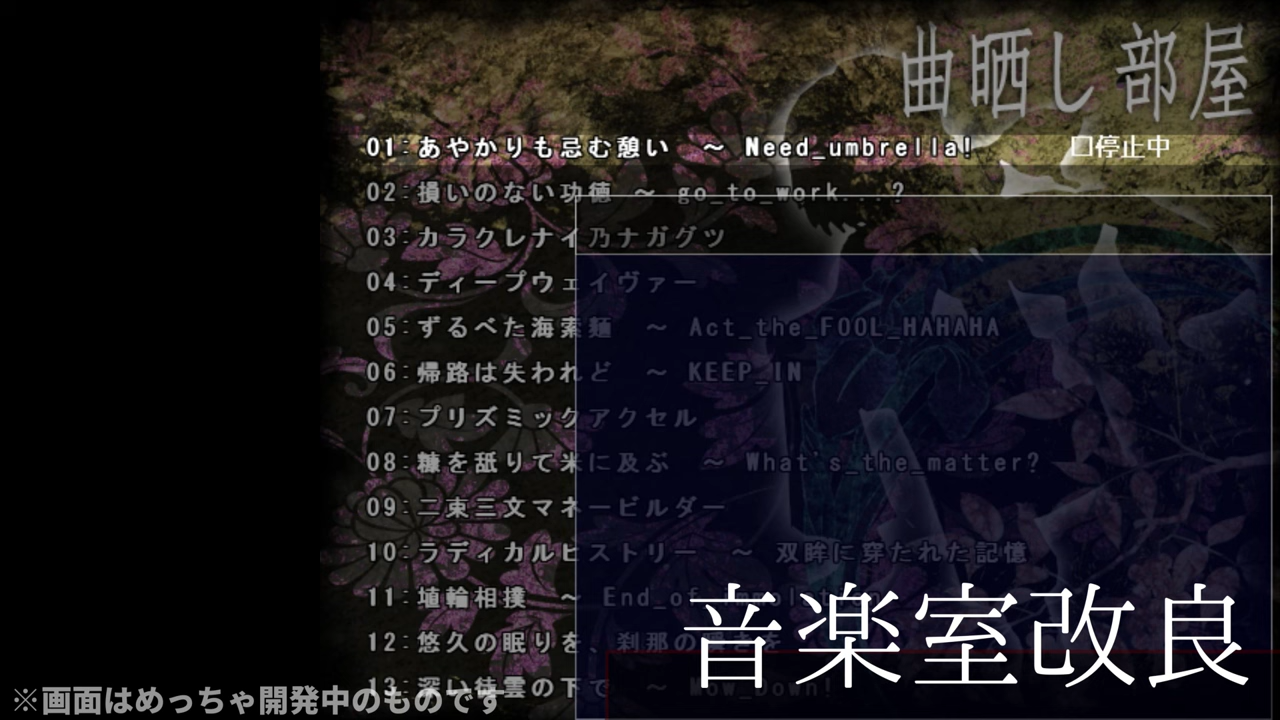 曲晒し部屋
01:あやかりも忌む憩い ～ Need_umbrella! □停止中
02:損いのない功徳 ～ go_to_work...?
03:カラクレナイ乃ナガグツ
04:ディープウェイヴァー
05:ずるべた海索麺 ～ Act_the_FOOL_HAHAHA
06:帰路は失われど ～ KEEP_IN
07:プリズミックアクセル
08:糠を舐りて米に及ぶ ～ What's_the_matter?
09:二束三文マネービルダー
10:ラディカルヒストリー ～ 双眸に穿たれた記憶
11:埴輪相撲 ～ End_of
12:悠久の眠りを、刹那の
13:深い 雲の下で ～ Mow_Down!
音楽室改良
※画面はめっちゃ開発中のものです